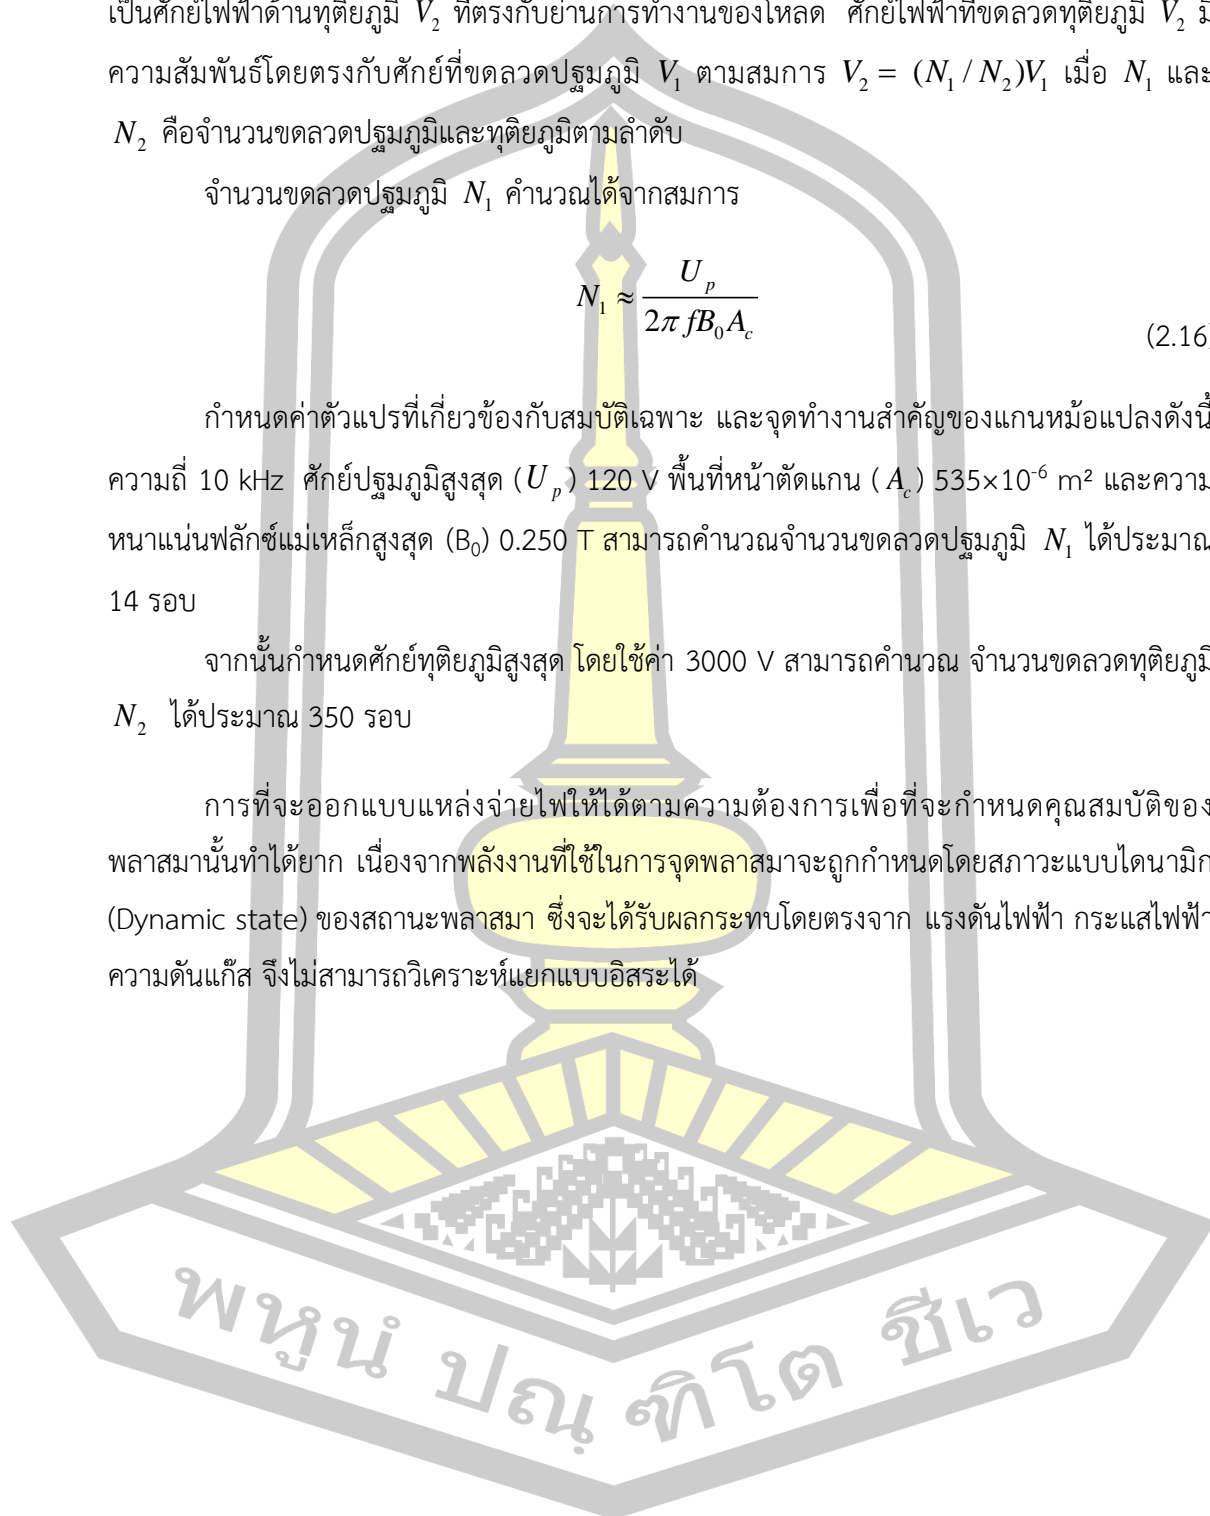 เป็นศักย์ไฟฟ้าด้านทุติยภูมิ V₂ ที่ตรงกับย่านการทำงานของโหลด ศักย์ไฟฟ้าที่ขดลวดทุติยภูมิ V₂ มี
ความสัมพันธ์โดยตรงกับศักย์ที่ขดลวดปฐมภูมิ V₁ ตามสมการ V₂ = (N₁ / N₂)V₁ เมื่อ N₁ และ
N₂ คือจำนวนขดลวดปฐมภูมิและทุติยภูมิตามลำดับ
จำนวนขดลวดปฐมภูมิ N₁ คำนวณได้จากสมการ
N₁ ≈ U_p / (2π f B₀ A_c)
(2.16)
กำหนดค่าตัวแปรที่เกี่ยวข้องกับสมบัติเฉพาะ และจุดทำงานสำคัญของแกนหม้อแปลงดังนี้
ความถี่ 10 kHz ศักย์ปฐมภูมิสูงสุด (U_p) 120 V พื้นที่หน้าตัดแกน (A_c) 535×10⁻⁶ m² และความ
หนาแน่นฟลักซ์แม่เหล็กสูงสุด (B₀) 0.250 T สามารถคำนวณจำนวนขดลวดปฐมภูมิ N₁ ได้ประมาณ
14 รอบ
จากนั้นกำหนดศักย์ทุติยภูมิสูงสุด โดยใช้ค่า 3000 V สามารถคำนวณ จำนวนขดลวดทุติยภูมิ
N₂ ได้ประมาณ 350 รอบ
การที่จะออกแบบแหล่งจ่ายไฟให้ได้ตามความต้องการเพื่อที่จะกำหนดคุณสมบัติของ
พลาสมานั้นทำได้ยาก เนื่องจากพลังงานที่ใช้ในการจุดพลาสมาจะถูกกำหนดโดยสภาวะแบบไดนามิก
(Dynamic state) ของสถานะพลาสมา ซึ่งจะได้รับผลกระทบโดยตรงจาก แรงดันไฟฟ้า กระแสไฟฟ้า
ความดันแก๊ส จึงไม่สามารถวิเคราะห์แยกแบบอิสระได้
พหูนํ ปณฺฑิโต ชีเว